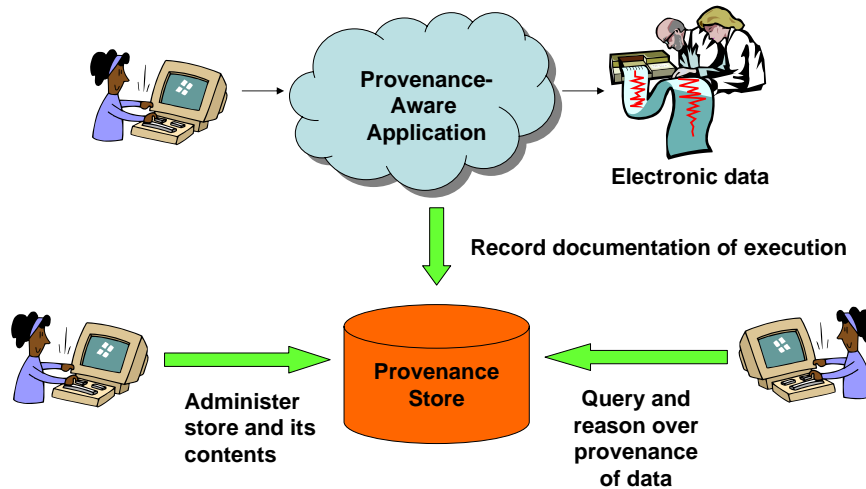 Provenance-
Aware
Application
Electronic data
Record documentation of execution
Provenance
Store
Administer
store and its
contents
Query and
reason over
provenance
of data